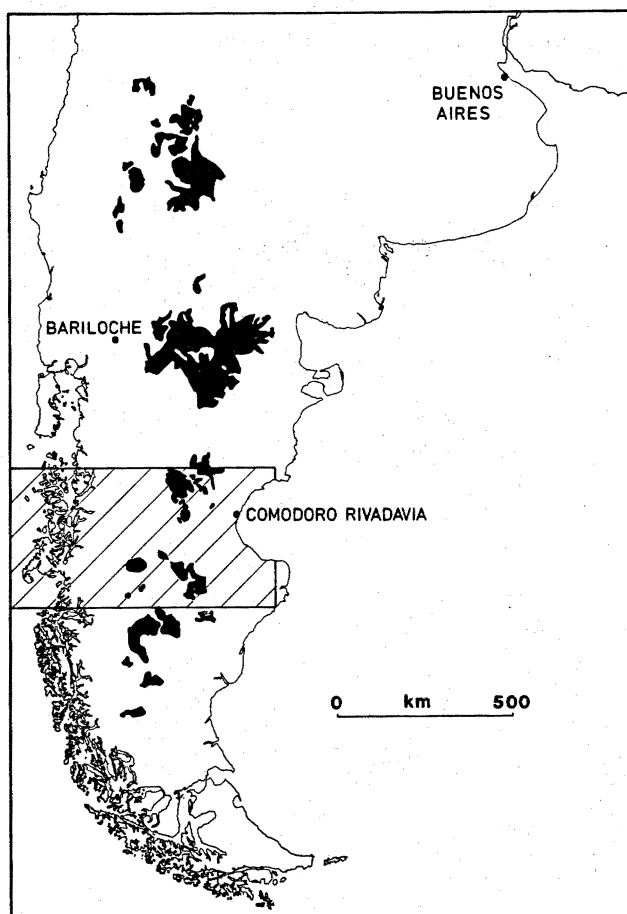 BUENOS
AIRES
BARILOCHE
COMODORO RIVADAVIA
0 km 500